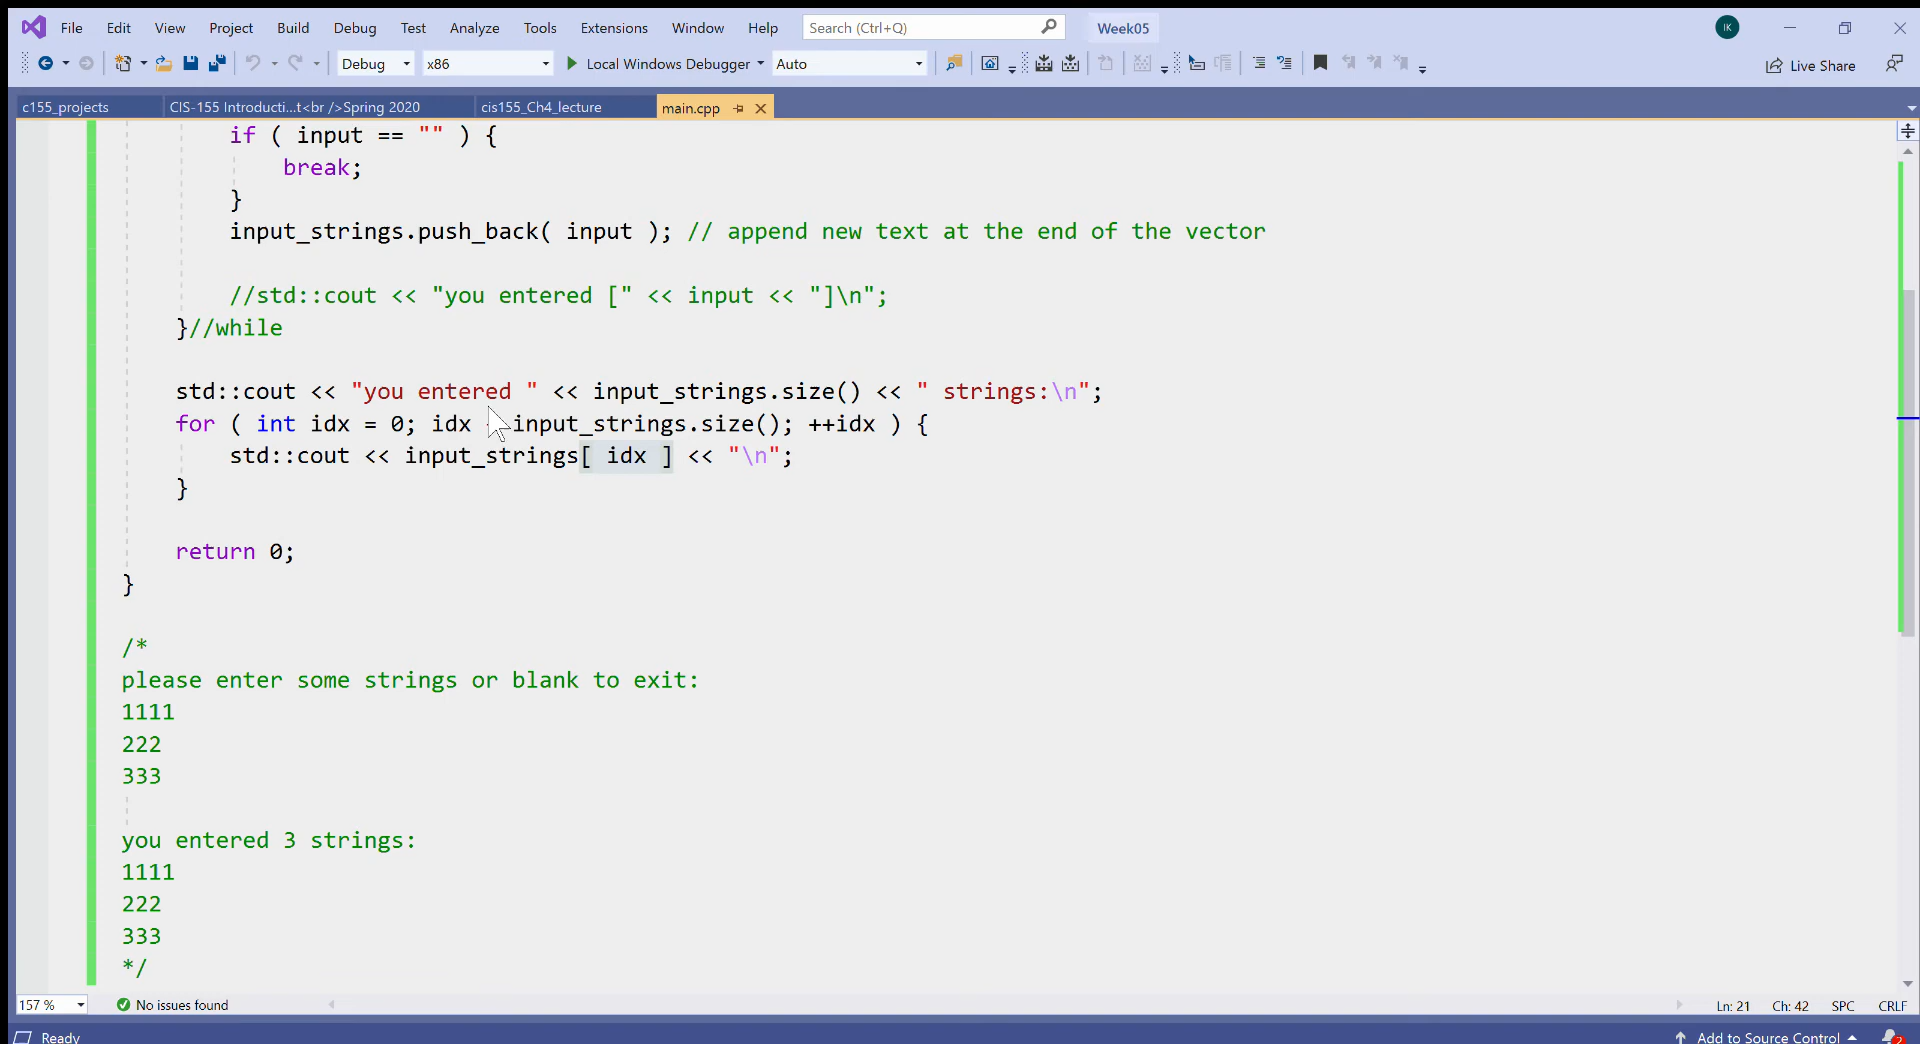 File Edit View Project Build Debug Test Analyze Tools Extensions Window Help Search (Ctrl+Q) Week05 IK
Debug x86 Local Windows Debugger Auto Live Share
c155_projects CIS-155 Introducti...t<br />Spring 2020 cis155_Ch4_lecture main.cpp
if ( input == "" ) {
break;
}
input_strings.push_back( input ); // append new text at the end of the vector
//std::cout << "you entered [" << input << "]\n";
}//while
std::cout << "you entered " << input_strings.size() << " strings:\n";
for ( int idx = 0; idx input_strings.size(); ++idx ) {
std::cout << input_strings[ idx ] << "\n";
}
return 0;
}
/*
please enter some strings or blank to exit:
1111
222
333
you entered 3 strings:
1111
222
333
*/
157 % No issues found Ln: 21 Ch: 42 SPC CRLF
Ready Add to Source Control 2